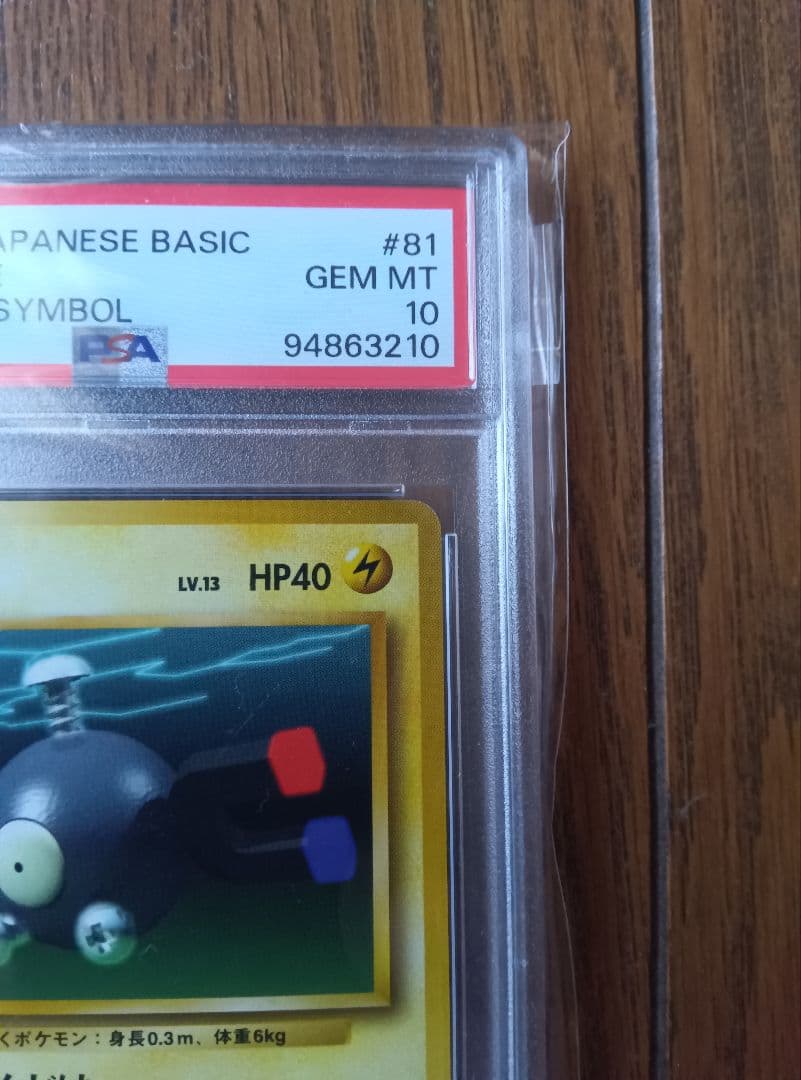 APANESE BASIC #81
E GEM MT
SYMBOL 10
PSA 94863210
LV.13 HP40
くポケモン：身長0.3m、体重6kg